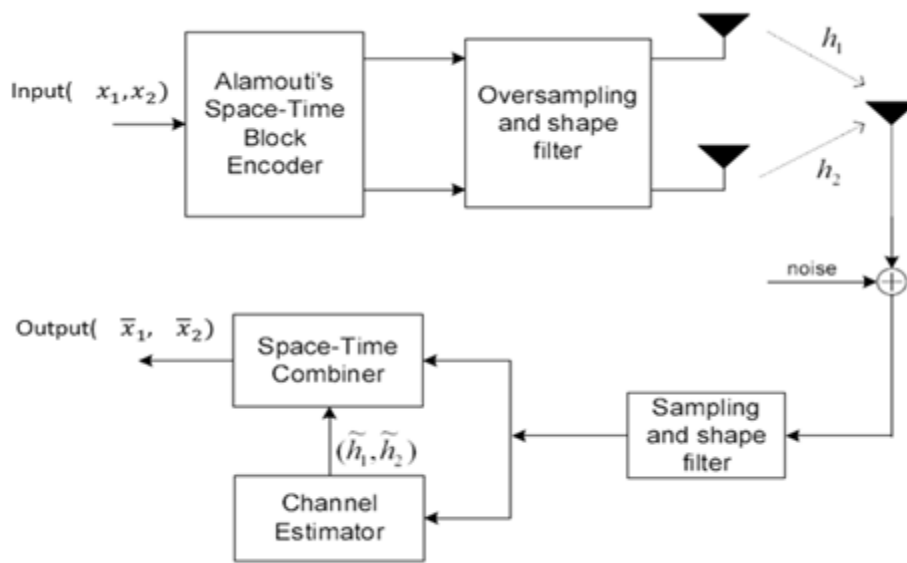 Input( x₁,x₂)
Alamouti's
Space-Time
Block
Encoder
Oversampling
and shape
filter
h₁
h₂
noise
Output( x̅₁, x̅₂)
Space-Time
Combiner
Sampling
and shape
filter
(h̃₁,h̃₂)
Channel
Estimator